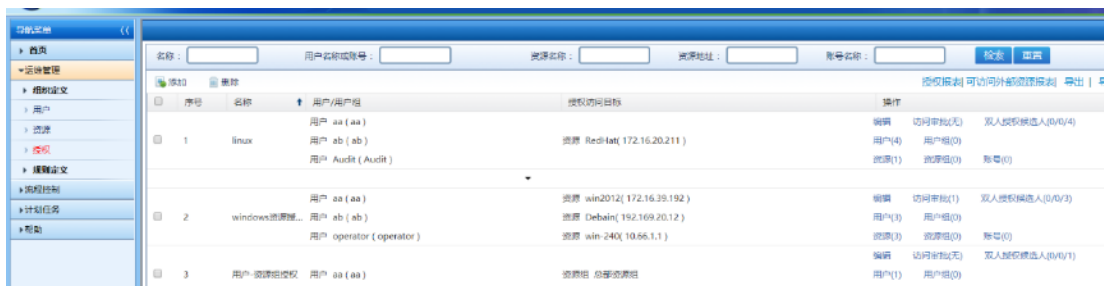 导航菜单
首页
运维管理
组织定义
用户
资源
授权
规则定义
流程控制
计划任务
帮助
名称： 用户名称或账号： 资源名称： 资源地址： 账号名称： 检索 重置
添加 删除 授权报表| 可访问外部资源报表| 导出 |
序号 名称 用户/用户组 授权访问目标 操作
用户 aa ( aa ) 编辑 访问审批(无) 双人授权候选人(0/0/4)
1 linux 用户 ab ( ab ) 资源 RedHat( 172.16.20.211 ) 用户(4) 用户组(0)
用户 Audit ( Audit ) 资源(1) 资源组(0) 账号(0)
用户 aa ( aa ) 资源 win2012( 172.16.39.192 ) 编辑 访问审批(1) 双人授权候选人(0/0/3)
2 windows资源... 用户 ab ( ab ) 资源 Debain( 192.169.20.12 ) 用户(3) 用户组(0)
用户 operator ( operator ) 资源 win-240( 10.66.1.1 ) 资源(3) 资源组(0) 账号(0)
编辑 访问审批(无) 双人授权候选人(0/0/1)
3 用户-资源组授权 用户 aa ( aa ) 资源组 总部资源组 用户(1) 用户组(0)